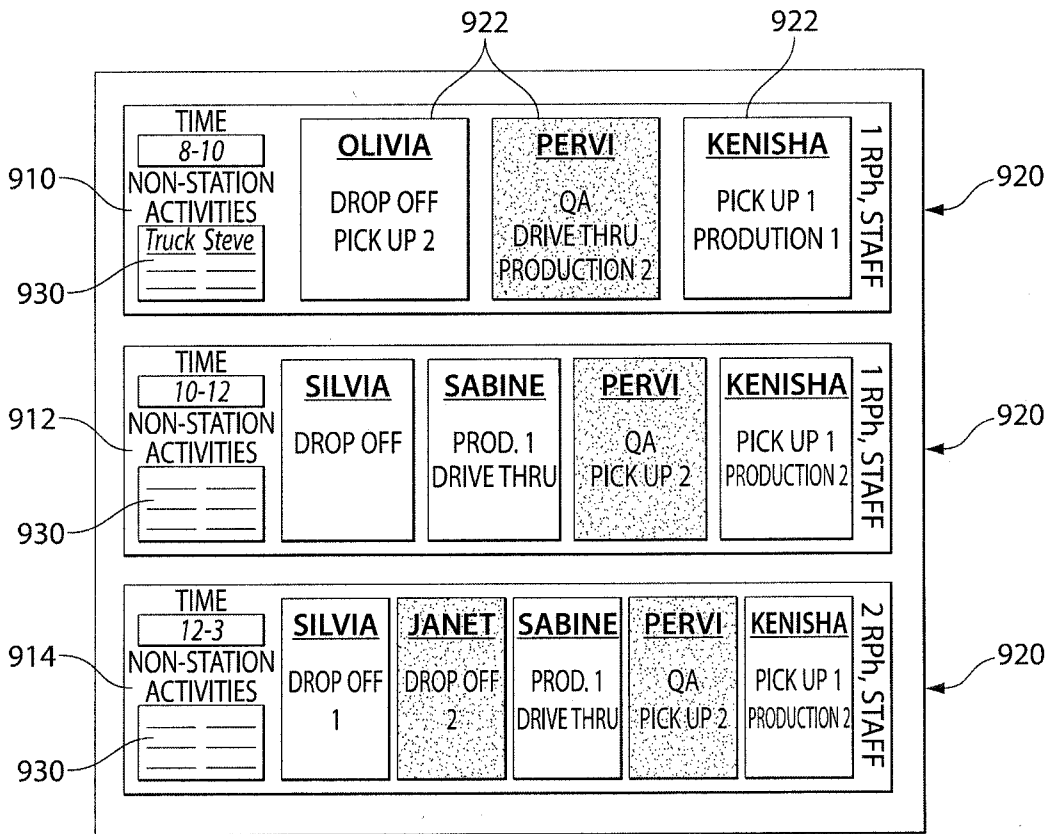 922
922
TIME
8-10
NON-STATION
ACTIVITIES
Truck Steve
OLIVIA
DROP OFF
PICK UP 2
PERVI
QA
DRIVE THRU
PRODUCTION 2
KENISHA
PICK UP 1
PRODUTION 1
1 RPh, STAFF
910
930
920
TIME
10-12
NON-STATION
ACTIVITIES
SILVIA
DROP OFF
SABINE
PROD. 1
DRIVE THRU
PERVI
QA
PICK UP 2
KENISHA
PICK UP 1
PRODUCTION 2
1 RPh, STAFF
912
930
920
TIME
12-3
NON-STATION
ACTIVITIES
SILVIA
DROP OFF
1
JANET
DROP OFF
2
SABINE
PROD. 1
DRIVE THRU
PERVI
QA
PICK UP 2
KENISHA
PICK UP 1
PRODUCTION 2
2 RPh, STAFF
914
930
920